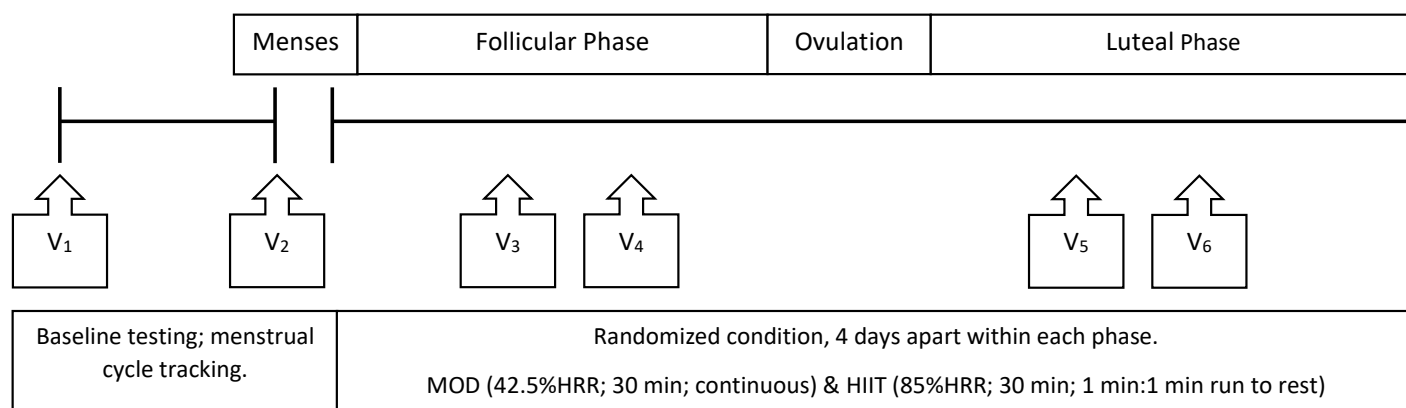 Menses Follicular Phase Ovulation Luteal Phase
V₁ V₂ V₃ V₄ V₅ V₆
Baseline testing; menstrual
cycle tracking.
Randomized condition, 4 days apart within each phase.
MOD (42.5%HRR; 30 min; continuous) & HIIT (85%HRR; 30 min; 1 min:1 min run to rest)